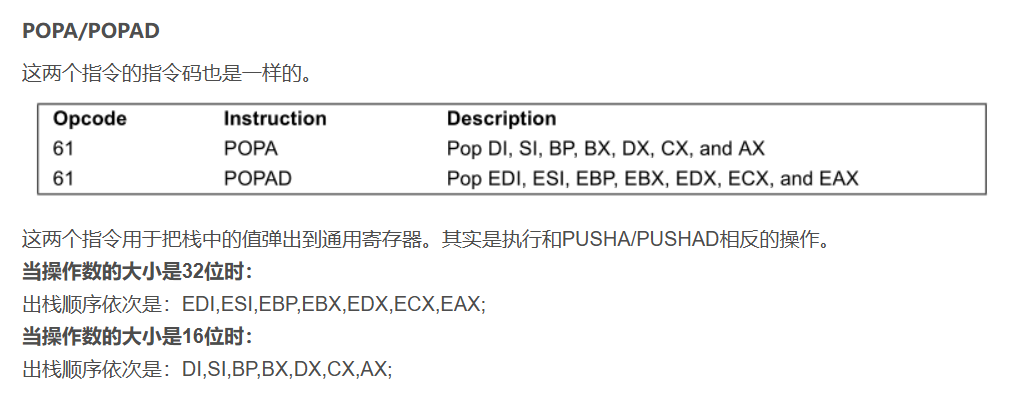 POPA/POPAD
这两个指令的指令码也是一样的。
Opcode Instruction Description
61 POPA Pop DI, SI, BP, BX, DX, CX, and AX
61 POPAD Pop EDI, ESI, EBP, EBX, EDX, ECX, and EAX
这两个指令用于把栈中的值弹出到通用寄存器。其实是执行和PUSHA/PUSHAD相反的操作。
当操作数的大小是32位时：
出栈顺序依次是：EDI,ESI,EBP,EBX,EDX,ECX,EAX;
当操作数的大小是16位时：
出栈顺序依次是：DI,SI,BP,BX,DX,CX,AX;